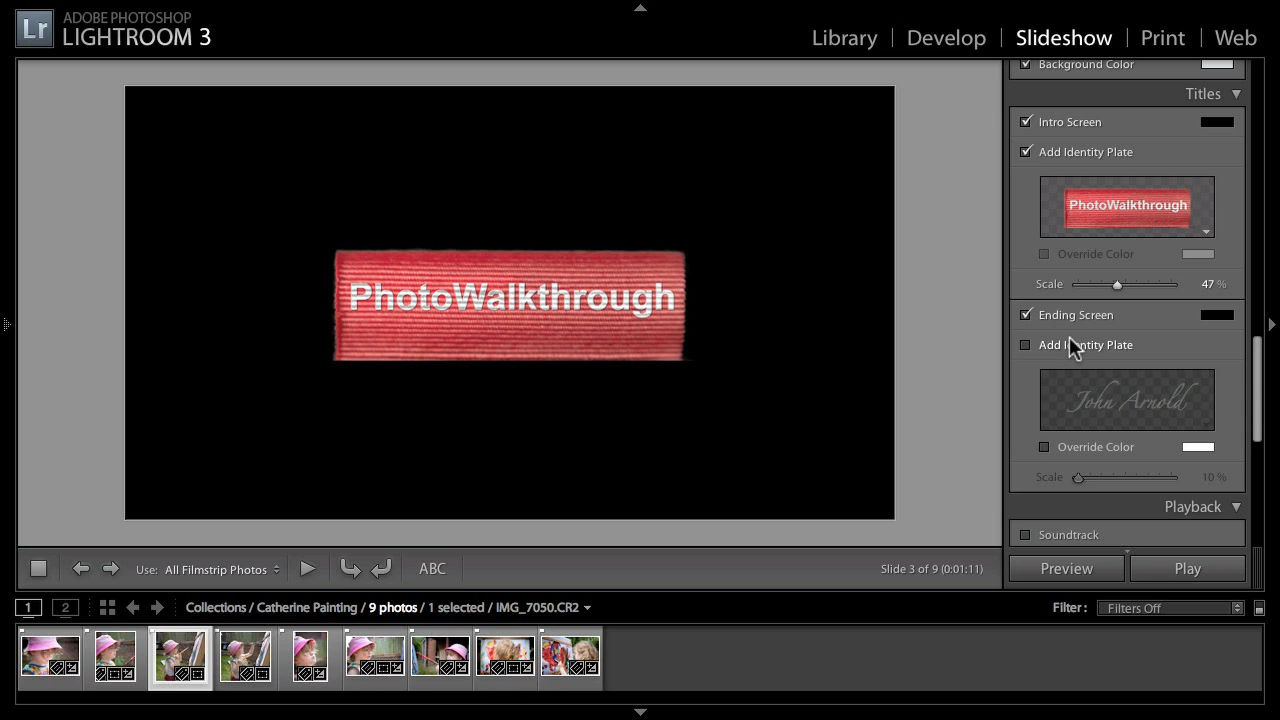 Lr ADOBE PHOTOSHOP
LIGHTROOM 3
Library | Develop | Slideshow | Print | Web
Background Color
Titles
Intro Screen
Add Identity Plate
PhotoWalkthrough
Override Color
Scale 47 %
PhotoWalkthrough
Ending Screen
Add Identity Plate
John Arnold
Override Color
Scale 10 %
Playback
Soundtrack
Use: All Filmstrip Photos ABC Slide 3 of 9 (0:01:11)
Preview Play
1 2 Collections / Catherine Painting / 9 photos / 1 selected / IMG_7050.CR2 Filter: Filters Off